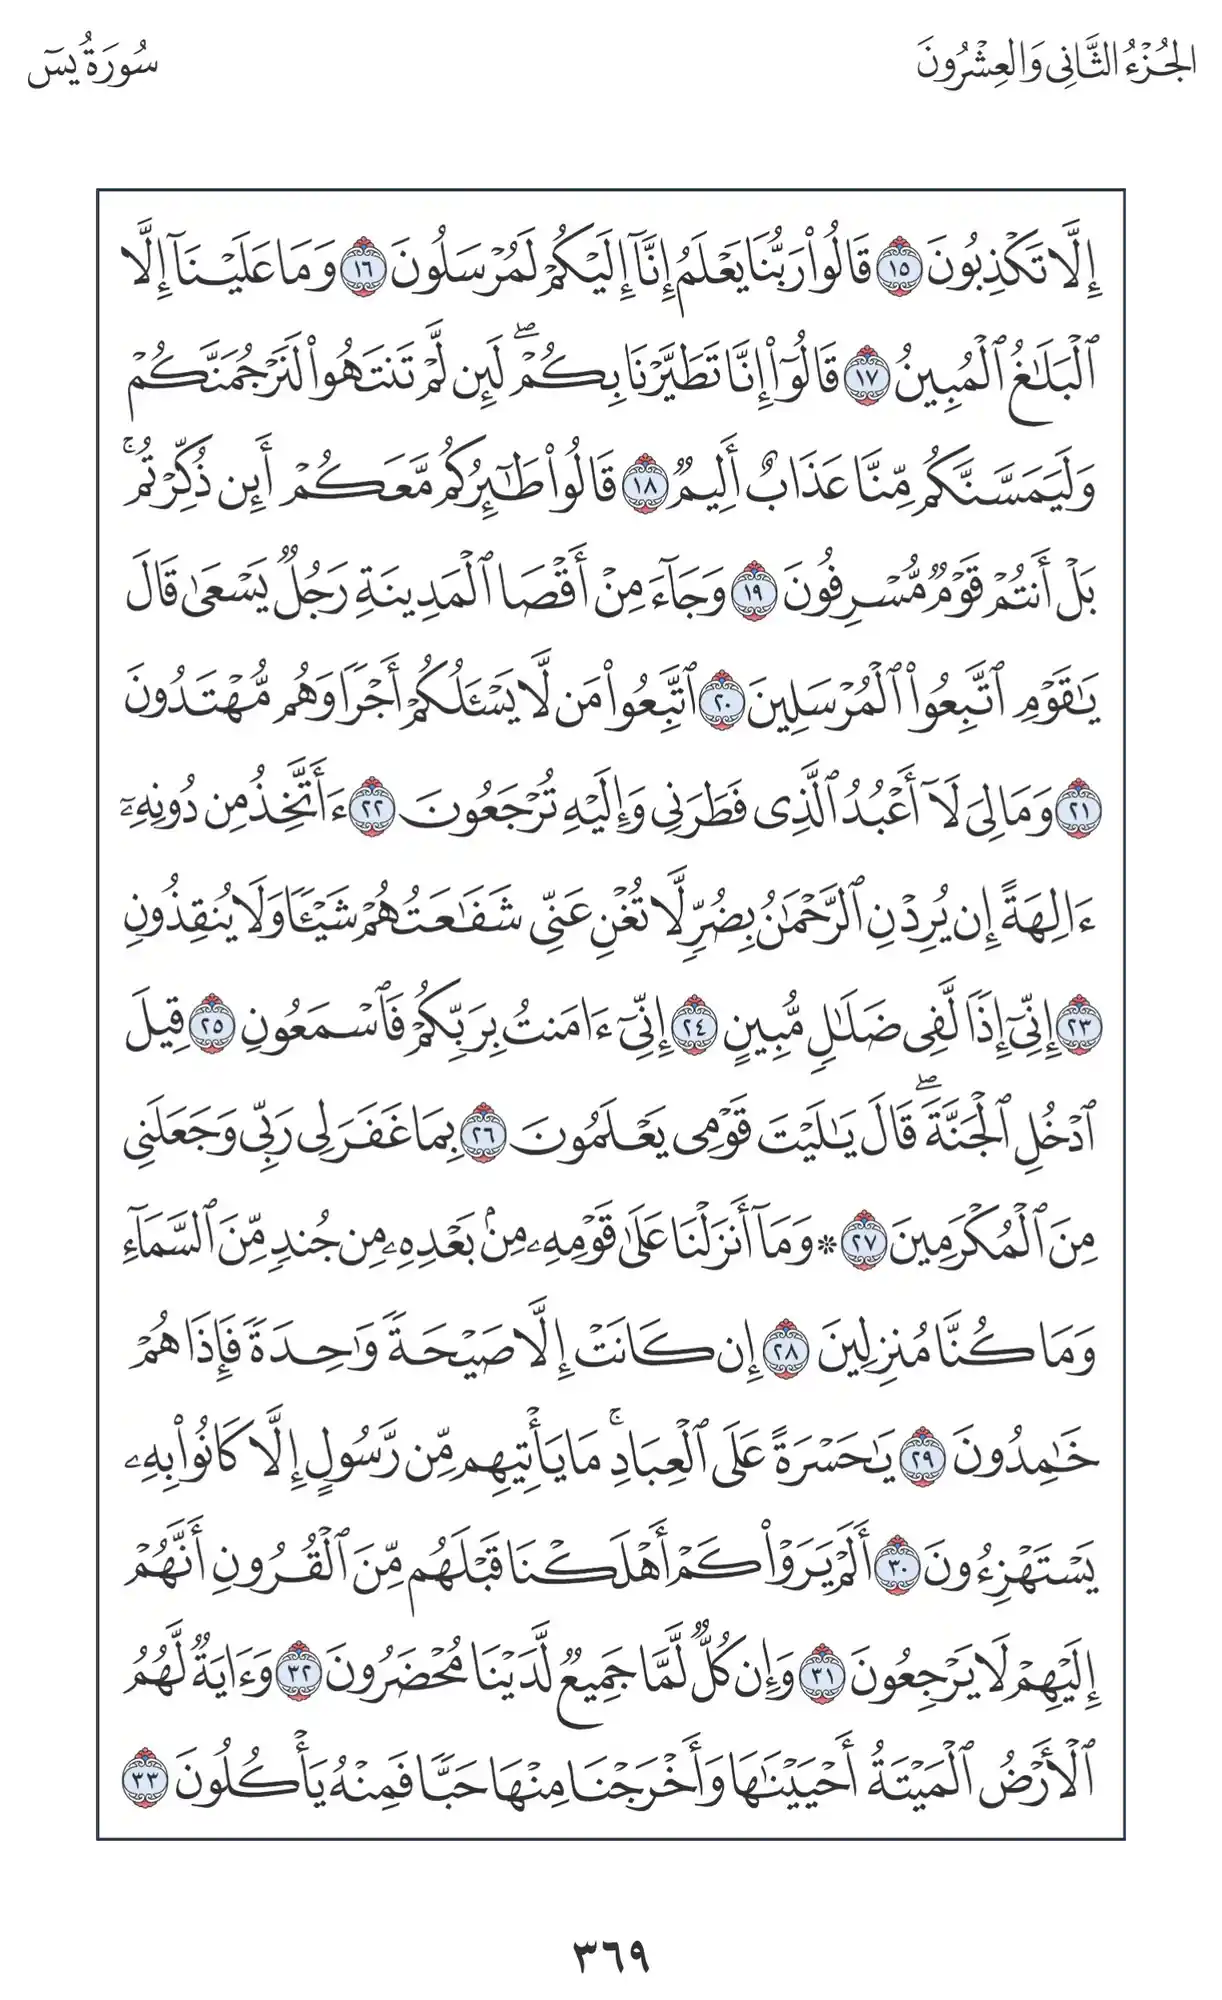 الجُزْءُ الثَّانِي وَالعِشْرُونَ
سُورَةُ يسٓ
إِلَّا تَكْذِبُونَ ١٥ قَالُواْ رَبُّنَا يَعْلَمُ إِنَّآ إِلَيْكُمْ لَمُرْسَلُونَ ١٦ وَمَا عَلَيْنَآ إِلَّا
ٱلْبَلَٰغُ ٱلْمُبِينُ ١٧ قَالُوٓاْ إِنَّا تَطَيَّرْنَا بِكُمْۖ لَئِن لَّمْ تَنتَهُواْ لَنَرْجُمَنَّكُمْ
وَلَيَمَسَّنَّكُم مِّنَّا عَذَابٌ أَلِيمٌ ١٨ قَالُواْ طَٰٓئِرُكُم مَّعَكُمْ أَئِن ذُكِّرْتُمۚ
بَلْ أَنتُمْ قَوْمٌ مُّسْرِفُونَ ١٩ وَجَآءَ مِنْ أَقْصَا ٱلْمَدِينَةِ رَجُلٌ يَسْعَىٰ قَالَ
يَٰقَوْمِ ٱتَّبِعُواْ ٱلْمُرْسَلِينَ ٢٠ ٱتَّبِعُواْ مَن لَّا يَسْـَٔلُكُمْ أَجْرًا وَهُم مُّهْتَدُونَ
٢١ وَمَالِيَ لَآ أَعْبُدُ ٱلَّذِى فَطَرَنِى وَإِلَيْهِ تُرْجَعُونَ ٢٢ ءَأَتَّخِذُ مِن دُونِهِۦٓ
ءَالِهَةً إِن يُرِدْنِ ٱلرَّحْمَٰنُ بِضُرٍّ لَّا تُغْنِ عَنِّى شَفَٰعَتُهُمْ شَيْـًٔا وَلَا يُنقِذُونِ
٢٣ إِنِّىٓ إِذًا لَّفِى ضَلَٰلٍ مُّبِينٍ ٢٤ إِنِّىٓ ءَامَنتُ بِرَبِّكُمْ فَٱسْمَعُونِ ٢٥ قِيلَ
ٱدْخُلِ ٱلْجَنَّةَۖ قَالَ يَٰلَيْتَ قَوْمِى يَعْلَمُونَ ٢٦ بِمَا غَفَرَ لِى رَبِّى وَجَعَلَنِى
مِنَ ٱلْمُكْرَمِينَ ٢٧ ۞ وَمَآ أَنزَلْنَا عَلَىٰ قَوْمِهِۦ مِنۢ بَعْدِهِۦ مِن جُندٍ مِّنَ ٱلسَّمَآءِ
وَمَا كُنَّا مُنزِلِينَ ٢٨ إِن كَانَتْ إِلَّا صَيْحَةً وَٰحِدَةً فَإِذَا هُمْ
خَٰمِدُونَ ٢٩ يَٰحَسْرَةً عَلَى ٱلْعِبَادِۚ مَا يَأْتِيهِم مِّن رَّسُولٍ إِلَّا كَانُواْ بِهِۦ
يَسْتَهْزِءُونَ ٣٠ أَلَمْ يَرَوْاْ كَمْ أَهْلَكْنَا قَبْلَهُم مِّنَ ٱلْقُرُونِ أَنَّهُمْ
إِلَيْهِمْ لَا يَرْجِعُونَ ٣١ وَإِن كُلٌّ لَّمَّا جَمِيعٌ لَّدَيْنَا مُحْضَرُونَ ٣٢ وَءَايَةٌ لَّهُمُ
ٱلْأَرْضُ ٱلْمَيْتَةُ أَحْيَيْنَٰهَا وَأَخْرَجْنَا مِنْهَا حَبًّا فَمِنْهُ يَأْكُلُونَ ٣٣
٣٦٩